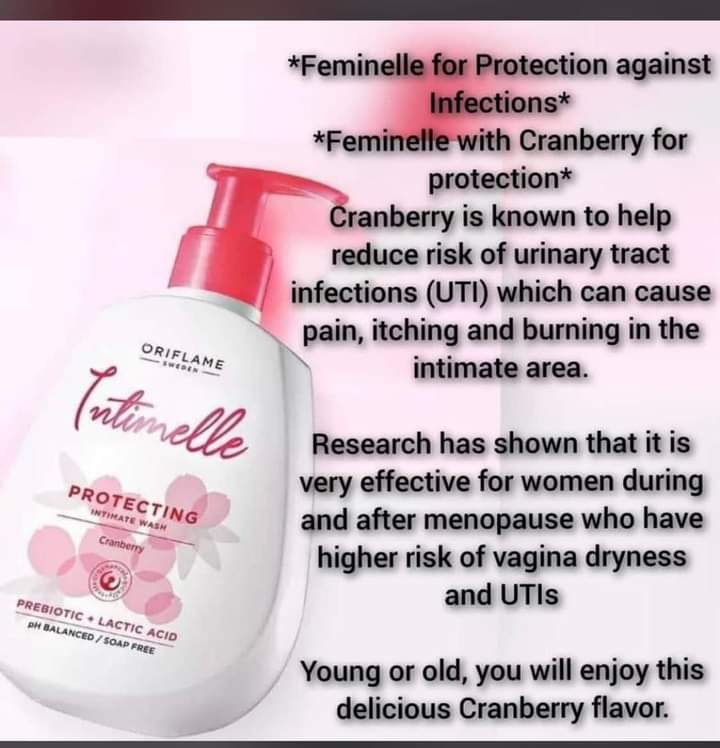 *Feminelle for Protection against
Infections*
*Feminelle with Cranberry for
protection*
Cranberry is known to help
reduce risk of urinary tract
infections (UTI) which can cause
pain, itching and burning in the
intimate area.
Research has shown that it is
very effective for women during
and after menopause who have
higher risk of vagina dryness
and UTIs
Young or old, you will enjoy this
delicious Cranberry flavor.
ORIFLAME
SWEDEN
Intimelle
PROTECTING
INTIMATE WASH
Cranberry
PREBIOTIC + LACTIC ACID
pH BALANCED / SOAP FREE